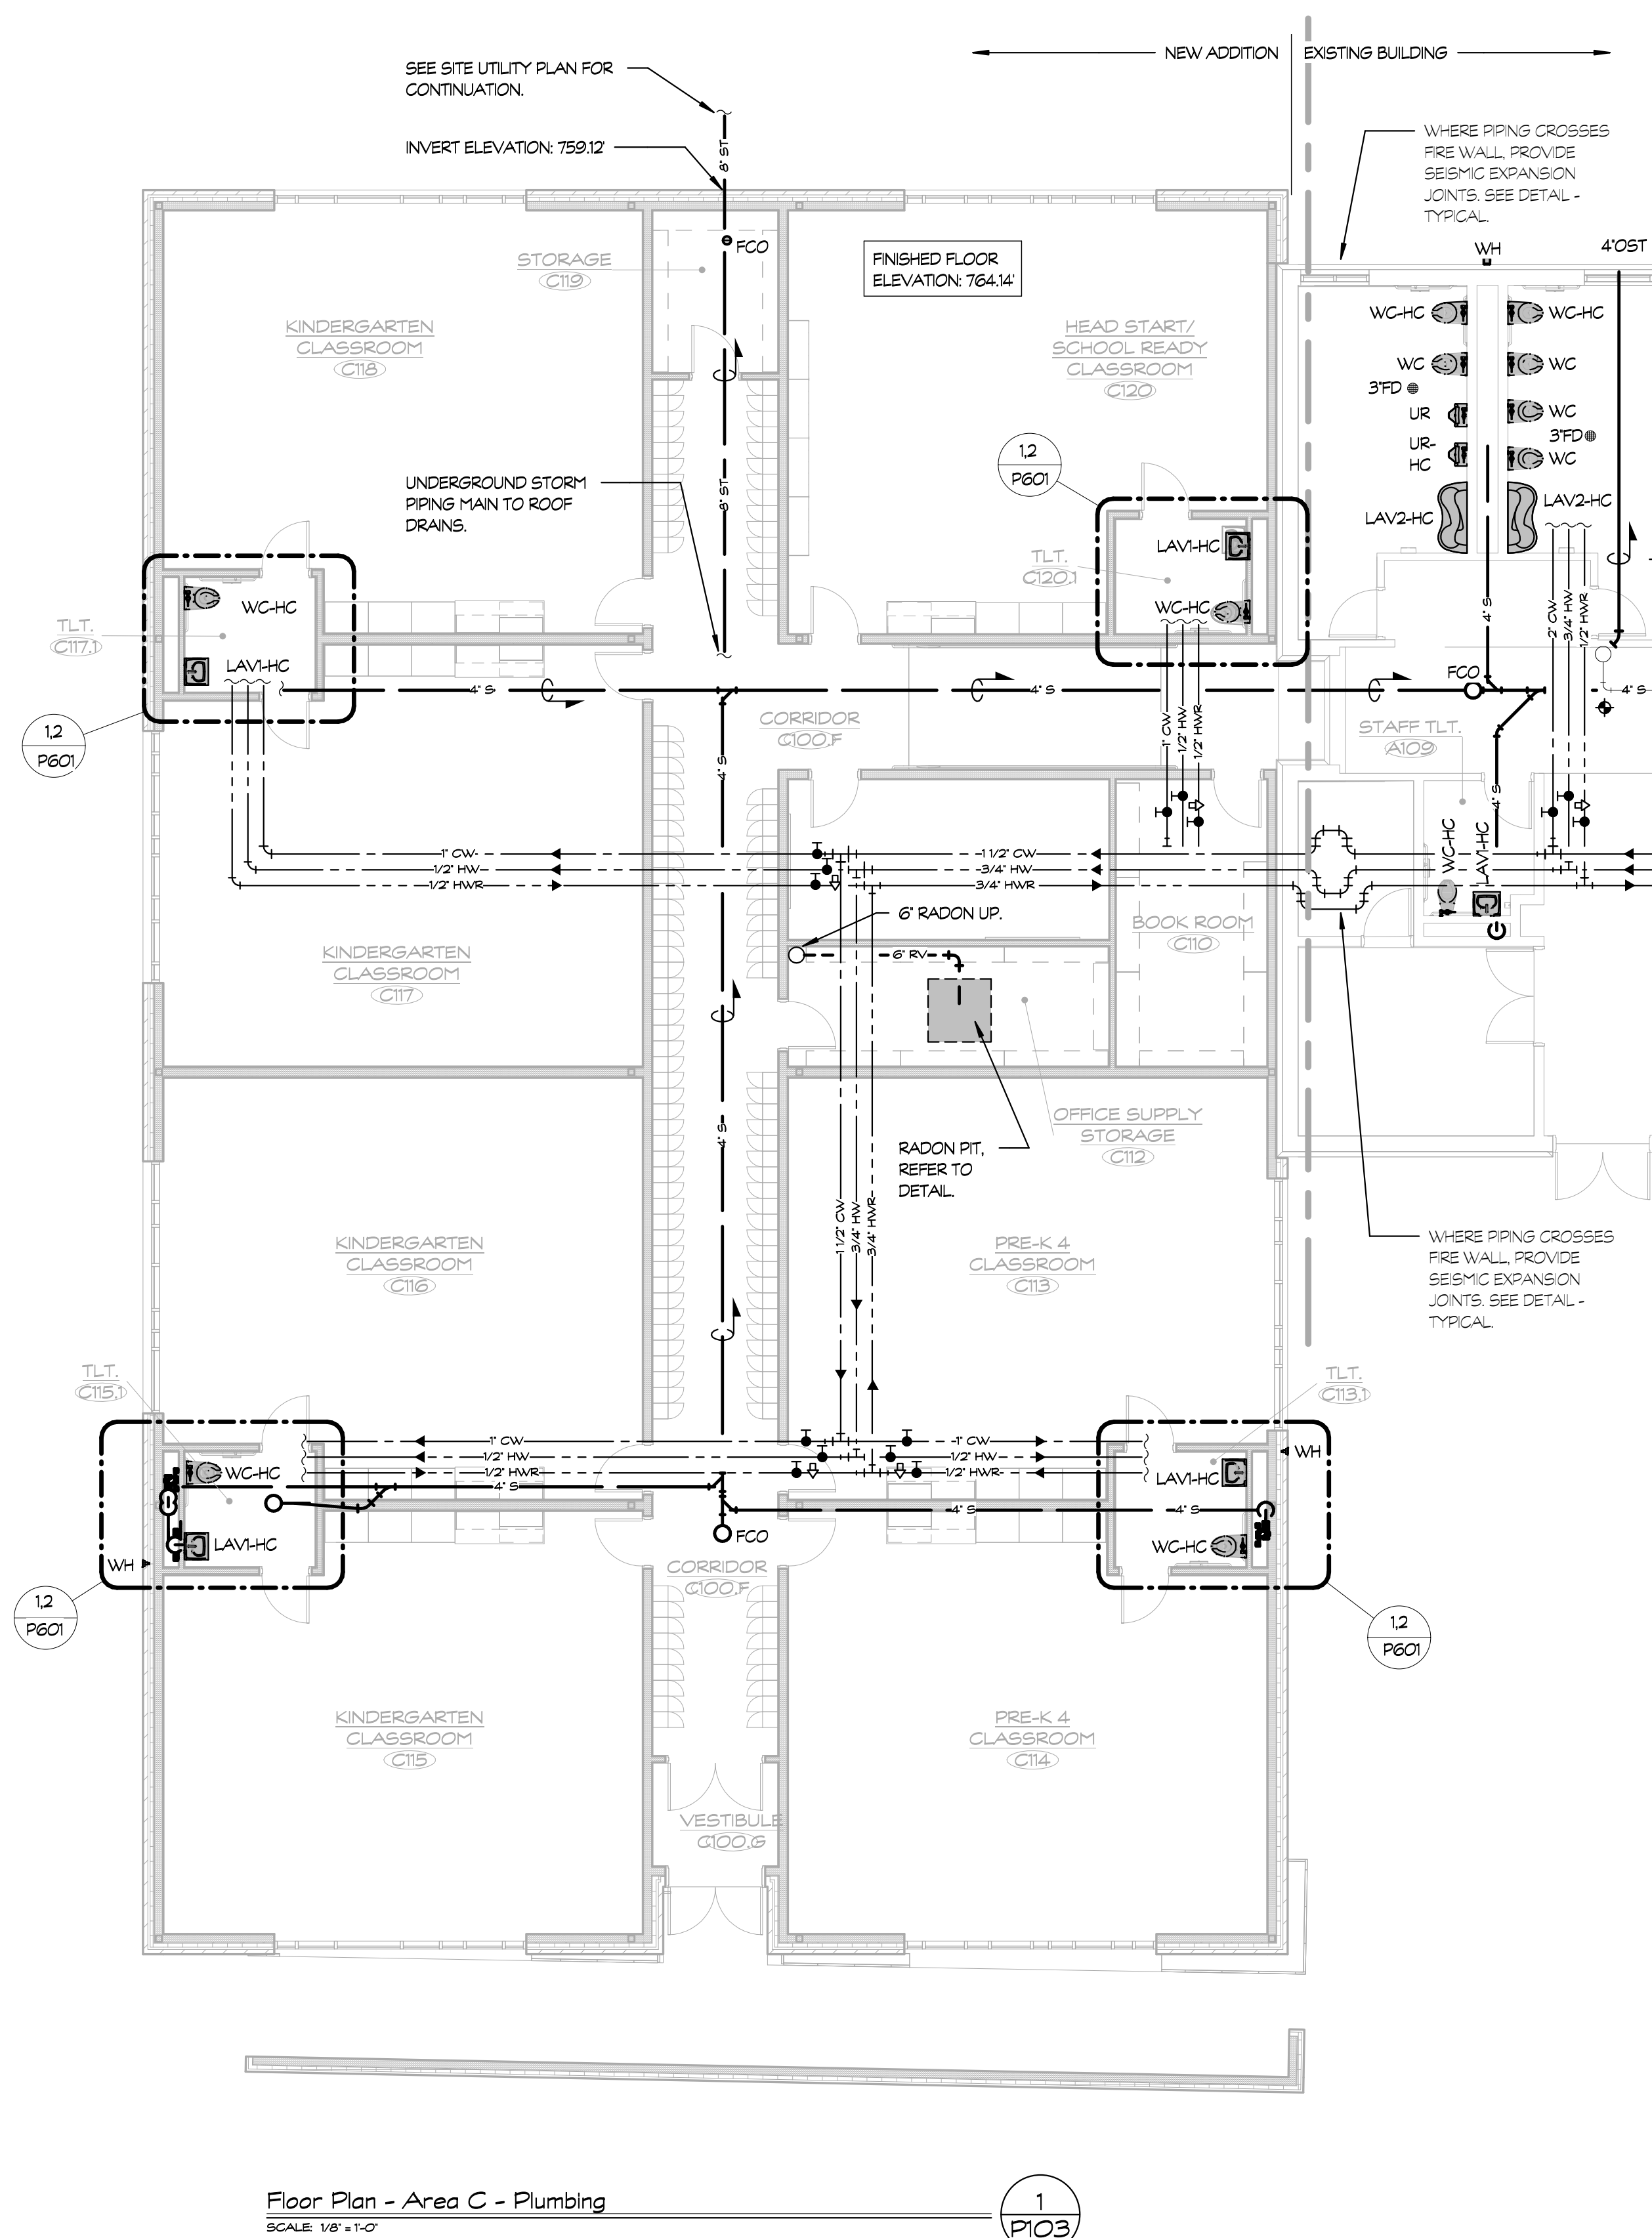 NEW ADDITION
EXISTING BUILDING
SEE SITE UTILITY PLAN FOR
CONTINUATION.
INVERT ELEVATION: 759.12'
8" ST
WHERE PIPING CROSSES
FIRE WALL, PROVIDE
SEISMIC EXPANSION
JOINTS. SEE DETAIL -
TYPICAL.
WH
4"OST
FCO
STORAGE
C119
FINISHED FLOOR
ELEVATION: 764.14'
KINDERGARTEN
CLASSROOM
C118
HEAD START/
SCHOOL READY
CLASSROOM
C120
WC-HC
WC-HC
WC
WC
3"FD
UR
WC
UR-
HC
3"FD
WC
LAV2-HC
LAV2-HC
1,2
P601
UNDERGROUND STORM
PIPING MAIN TO ROOF
DRAINS.
8" ST
TLT.
C120.1
LAV1-HC
WC-HC
TLT.
C117.1
WC-HC
LAV1-HC
4" S
2" CW
3/4" HW
1/2" HWR
FCO
4" S
4" S
4" S
1,2
P601
CORRIDOR
C100.F
4" S
1" CW
1/2" HW
1/2" HWR
STAFF TLT.
A109
4" S
WC-HC
LAV1-HC
1" CW
1/2" HW
1/2" HWR
1 1/2" CW
3/4" HW
3/4" HWR
6" RADON UP.
6" RV
BOOK ROOM
C110
KINDERGARTEN
CLASSROOM
C117
4" S
RADON PIT,
REFER TO
DETAIL.
OFFICE SUPPLY
STORAGE
C112
1 1/2" CW
3/4" HW
3/4" HWR
KINDERGARTEN
CLASSROOM
C116
PRE-K 4
CLASSROOM
C113
WHERE PIPING CROSSES
FIRE WALL, PROVIDE
SEISMIC EXPANSION
JOINTS. SEE DETAIL -
TYPICAL.
TLT.
C115.1
TLT.
C113.1
1" CW
1/2" HW
1/2" HWR
4" S
1" CW
1/2" HW
1/2" HWR
4" S
4" S
WC-HC
LAV1-HC
WH
LAV1-HC
WC-HC
WH
FCO
CORRIDOR
C100.F
1,2
P601
1,2
P601
KINDERGARTEN
CLASSROOM
C115
PRE-K 4
CLASSROOM
C114
VESTIBULE
C100.G
Floor Plan - Area C - Plumbing
SCALE: 1/8" = 1'-0"
1
P103